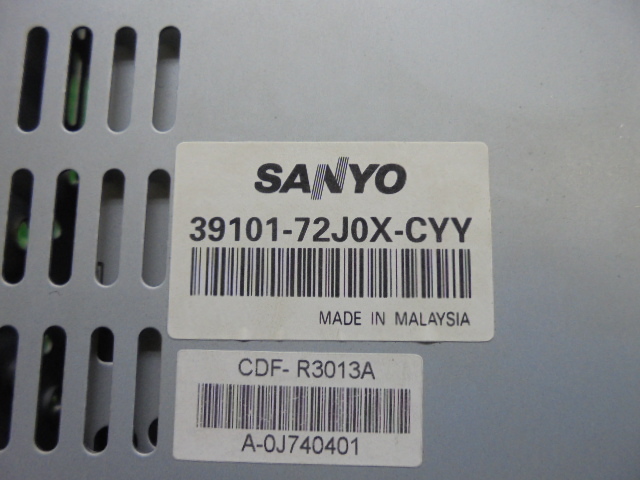 SANYO
39101-72J0X-CYY
MADE IN MALAYSIA
CDF- R3013A
A-0J740401